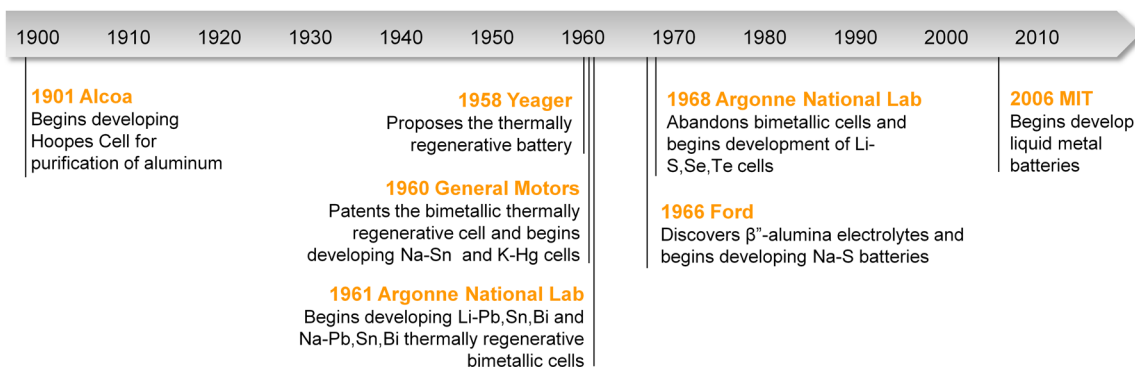 1900 1910 1920 1930 1940 1950 1960 1970 1980 1990 2000 2010
1901 Alcoa
Begins developing
Hoopes Cell for
purification of aluminum
1958 Yeager
Proposes the thermally
regenerative battery
1960 General Motors
Patents the bimetallic thermally
regenerative cell and begins
developing Na-Sn and K-Hg cells
1961 Argonne National Lab
Begins developing Li-Pb,Sn,Bi and
Na-Pb,Sn,Bi thermally regenerative
bimetallic cells
1968 Argonne National Lab
Abandons bimetallic cells and
begins development of Li-
S,Se,Te cells
1966 Ford
Discovers β”-alumina electrolytes and
begins developing Na-S batteries
2006 MIT
Begins develop
liquid metal
batteries